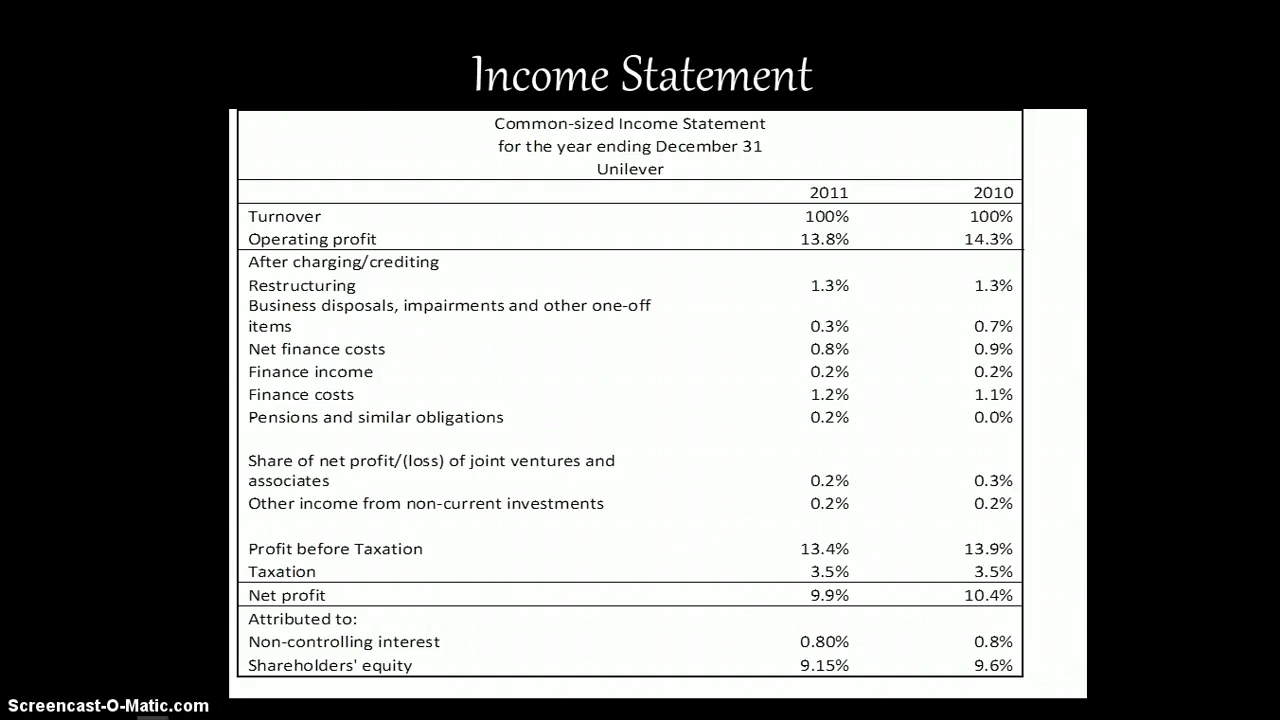 Income Statement
Common-sized Income Statement
for the year ending December 31
Unilever
2011 2010
Turnover 100% 100%
Operating profit 13.8% 14.3%
After charging/crediting
Restructuring 1.3% 1.3%
Business disposals, impairments and other one-off
items 0.3% 0.7%
Net finance costs 0.8% 0.9%
Finance income 0.2% 0.2%
Finance costs 1.2% 1.1%
Pensions and similar obligations 0.2% 0.0%
Share of net profit/(loss) of joint ventures and
associates 0.2% 0.3%
Other income from non-current investments 0.2% 0.2%
Profit before Taxation 13.4% 13.9%
Taxation 3.5% 3.5%
Net profit 9.9% 10.4%
Attributed to:
Non-controlling interest 0.80% 0.8%
Shareholders' equity 9.15% 9.6%
Screencast-O-Matic.com